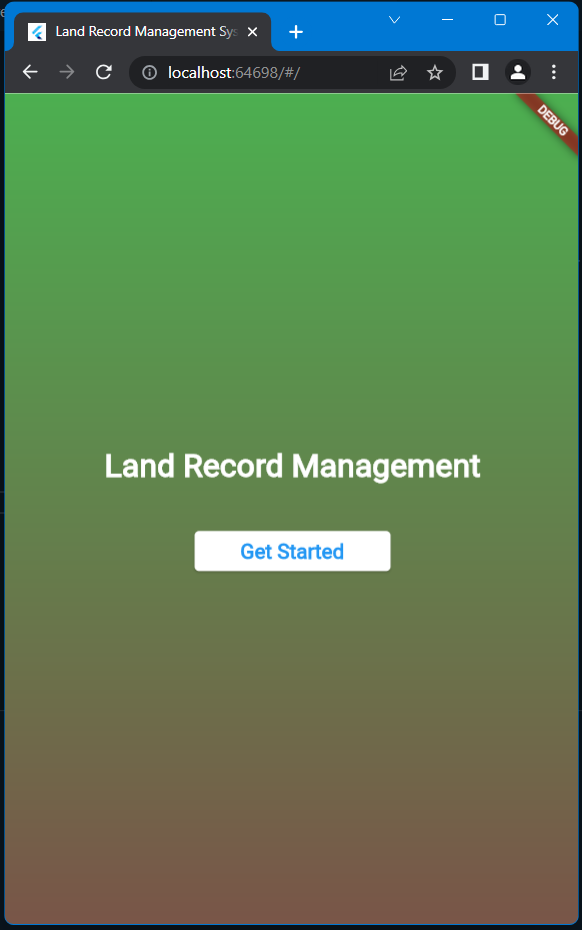 Land Record Management Sys
localhost:64698/#/
DEBUG
Land Record Management
Get Started